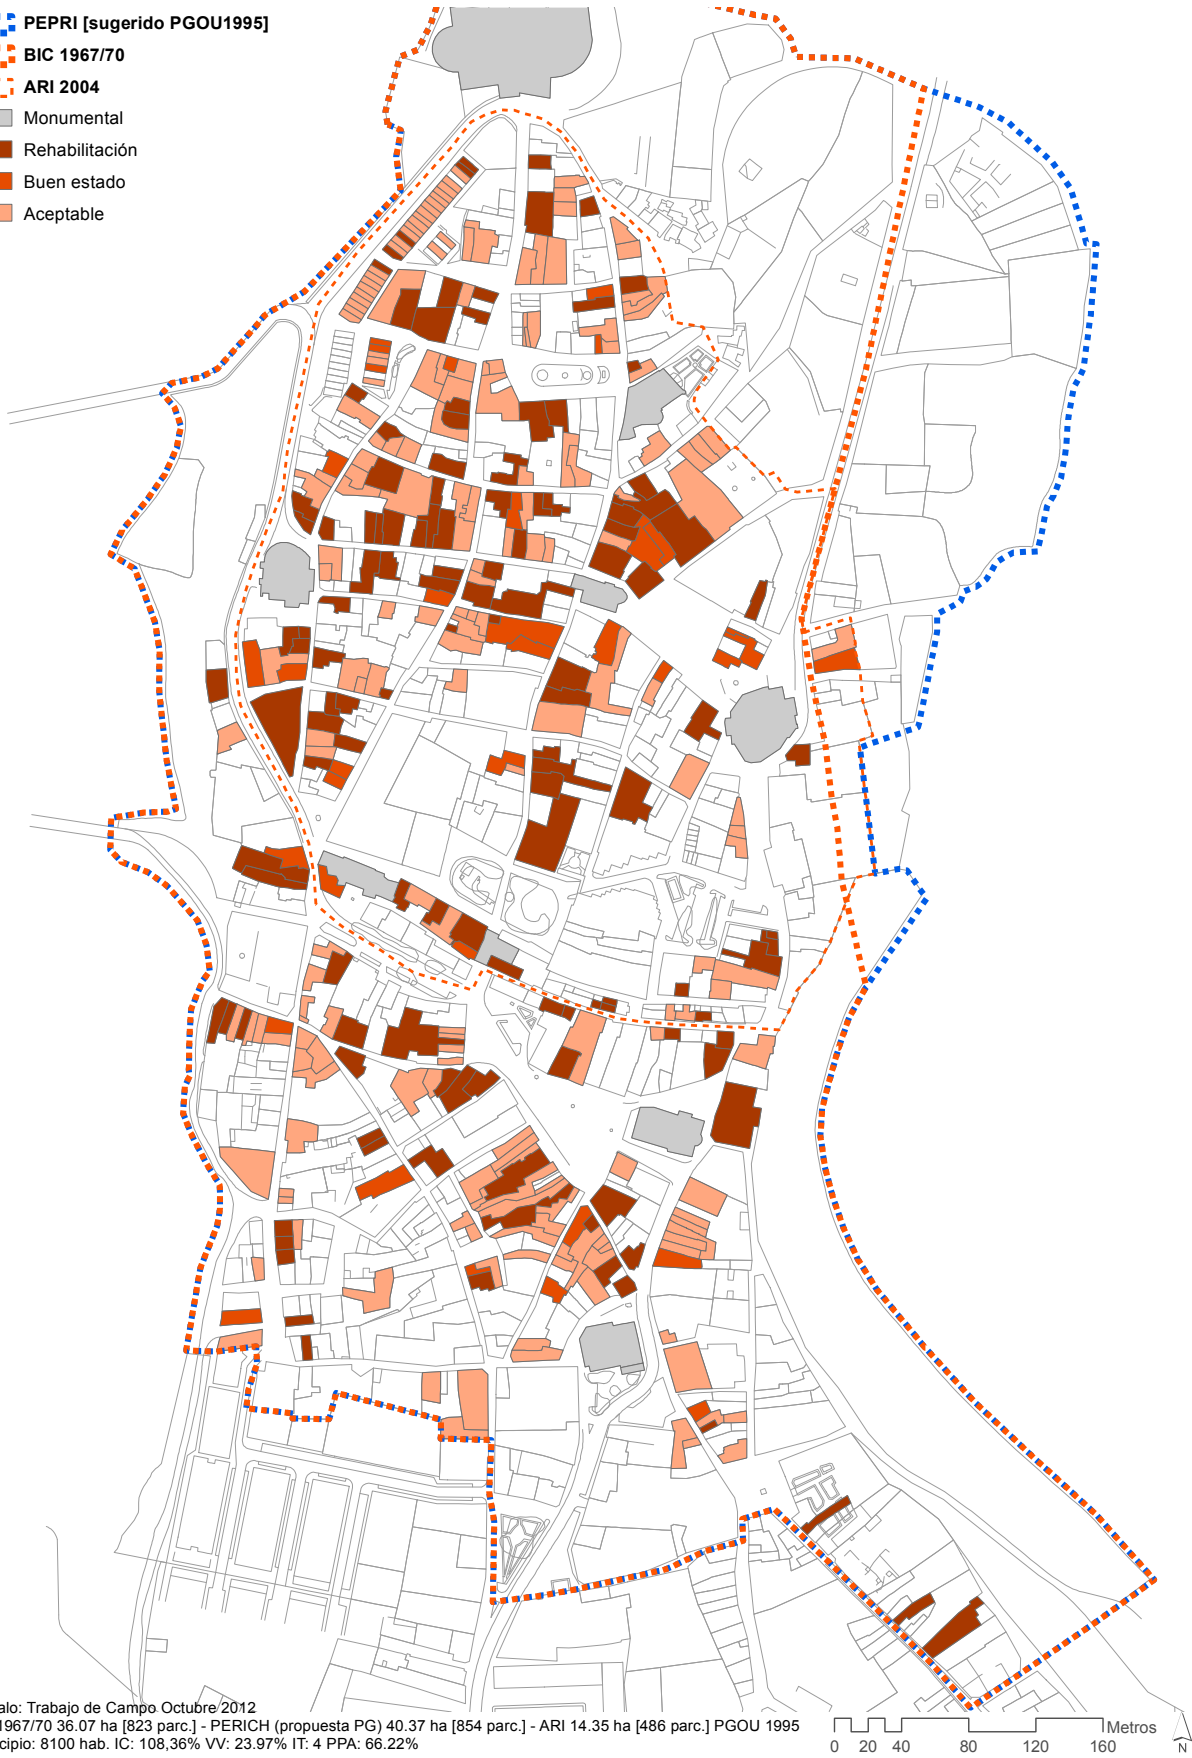 PEPRI [sugerido PGOU1995]
BIC 1967/70
ARI 2004
Monumental
Rehabilitación
Buen estado
Aceptable
alo: Trabajo de Campo Octubre/2012
1967/70 36.07 ha [823 parc.] - PERICH (propuesta PG) 40.37 ha [854 parc.] - ARI 14.35 ha [486 parc.] PGOU 1995
cipio: 8100 hab. IC: 108,36% VV: 23.97% IT: 4 PPA: 66.22%
Metros
0 20 40 80 120 160
N